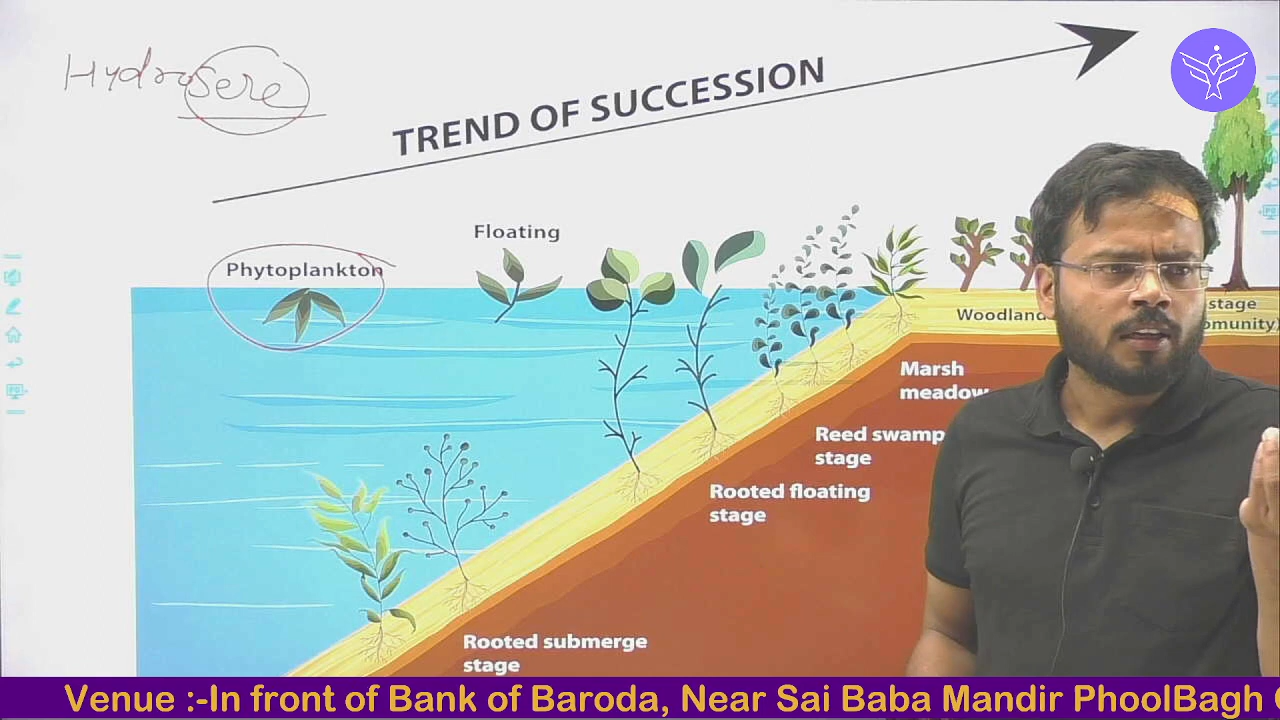 Hydrosere
TREND OF SUCCESSION
Floating
Phytoplankton
Woodland
stage
Marsh
meadow
Reed swamp
stage
Rooted floating
stage
Rooted submerge
stage
Venue :-In front of Bank of Baroda, Near Sai Baba Mandir PhoolBagh